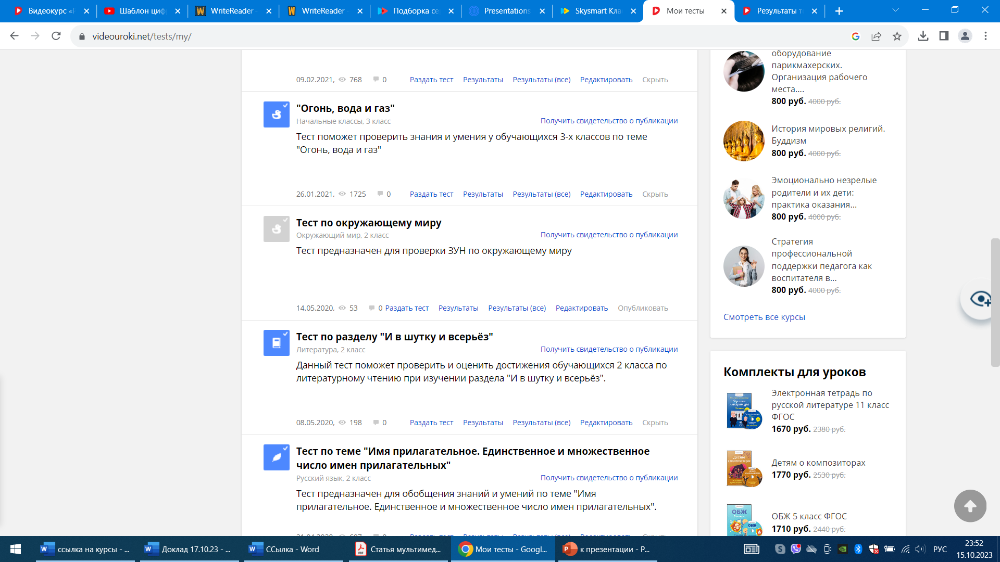 Видеокурс «Р
Шаблон циф
WriteReader -
WriteReader -
Подборка се
Presentations
Skysmart Кла
Мои тесты
Результаты т
videouroki.net/tests/my/
09.02.2021, 768 0 Раздать тест Результаты Результаты (все) Редактировать Скрыть
"Огонь, вода и газ"
Начальные классы, 3 класс
Получить свидетельство о публикации
Тест поможет проверить знания и умения у обучающихся 3-х классов по теме
"Огонь, вода и газ"
26.01.2021, 1725 0 Раздать тест Результаты Результаты (все) Редактировать Скрыть
Тест по окружающему миру
Окружающий мир, 2 класс
Получить свидетельство о публикации
Тест предназначен для проверки ЗУН по окружающему миру
14.05.2020, 53 0 Раздать тест Результаты Результаты (все) Редактировать Опубликовать
Тест по разделу "И в шутку и всерьёз"
Литература, 2 класс
Получить свидетельство о публикации
Данный тест поможет проверить и оценить достижения обучающихся 2 класса по
литературному чтению при изучении раздела "И в шутку и всерьёз".
08.05.2020, 198 0 Раздать тест Результаты Результаты (все) Редактировать Скрыть
Тест по теме "Имя прилагательное. Единственное и множественное
число имен прилагательных"
Русский язык, 2 класс
Получить свидетельство о публикации
Тест предназначен для обобщения знаний и умений по теме "Имя
прилагательное. Единственное и множественное число имен прилагательных".
оборудование
парикмахерских.
Организация рабочего
места....
800 руб. 4000 руб.
История мировых религий.
Буддизм
800 руб. 4000 руб.
Эмоционально незрелые
родители и их дети:
практика оказания...
800 руб. 4000 руб.
Стратегия
профессиональной
поддержки педагога как
воспитателя в...
800 руб. 4000 руб.
Смотреть все курсы
Комплекты для уроков
Электронная тетрадь по
русской литературе 11 класс
ФГОС
1670 руб. 2380 руб.
Детям о композиторах
1770 руб. 2530 руб.
ОБЖ 5 класс ФГОС
1710 руб. 2440 руб.
ссылка на курсы - ...
Доклад 17.10.23 - ...
ССылка - Word
Статья мультимед...
Мои тесты - Googl...
к презентации - P...
РУС
23:52
15.10.2023